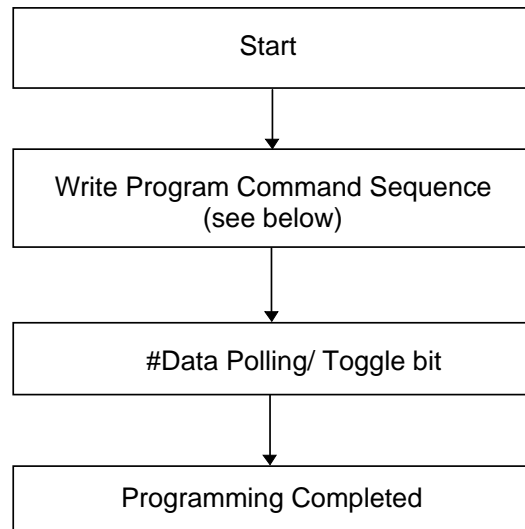 Start
Write Program Command Sequence
(see below)
#Data Polling/ Toggle bit
Programming Completed